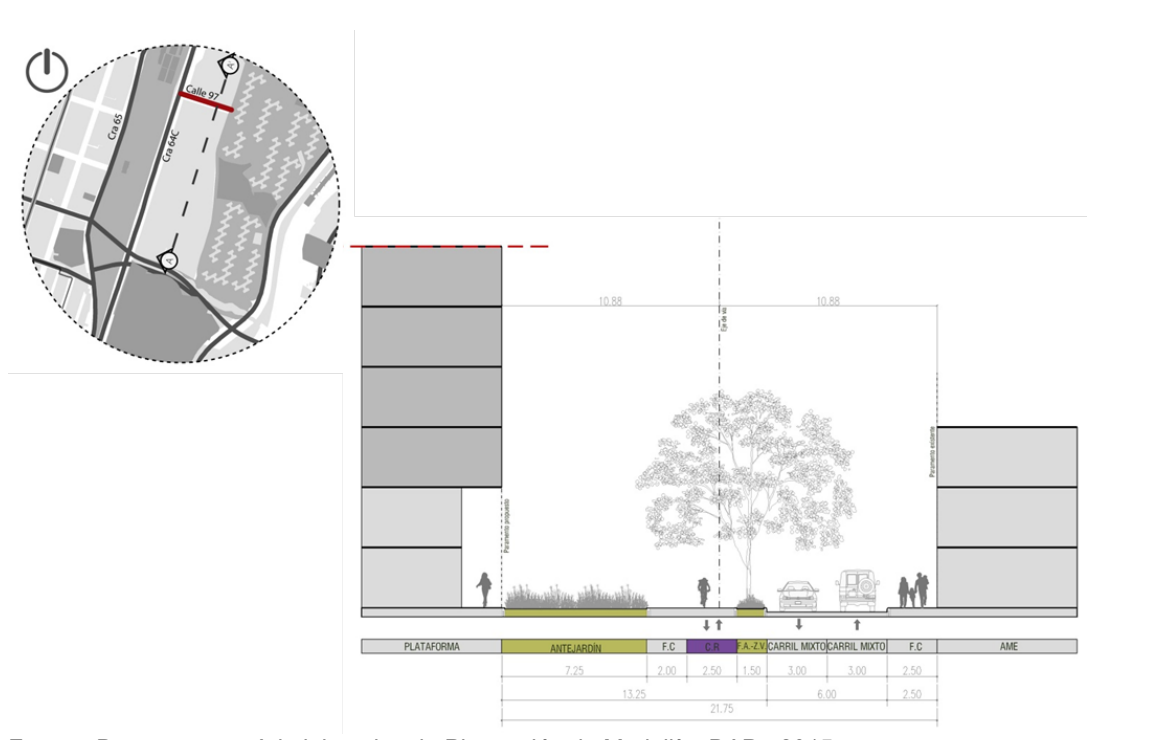 A'
Calle 97
Cra 65
Cra 64C
A
10.88
10.88
Eje de vía
Paramento existente
Paramento propuesto
PLATAFORMA
ANTEJARDÍN
F.C
C.R
F.A.-Z.V.
CARRIL MIXTO
CARRIL MIXTO
F.C
AME
7.25
2.00
2.50
1.50
3.00
3.00
2.50
13.25
6.00
2.50
21.75